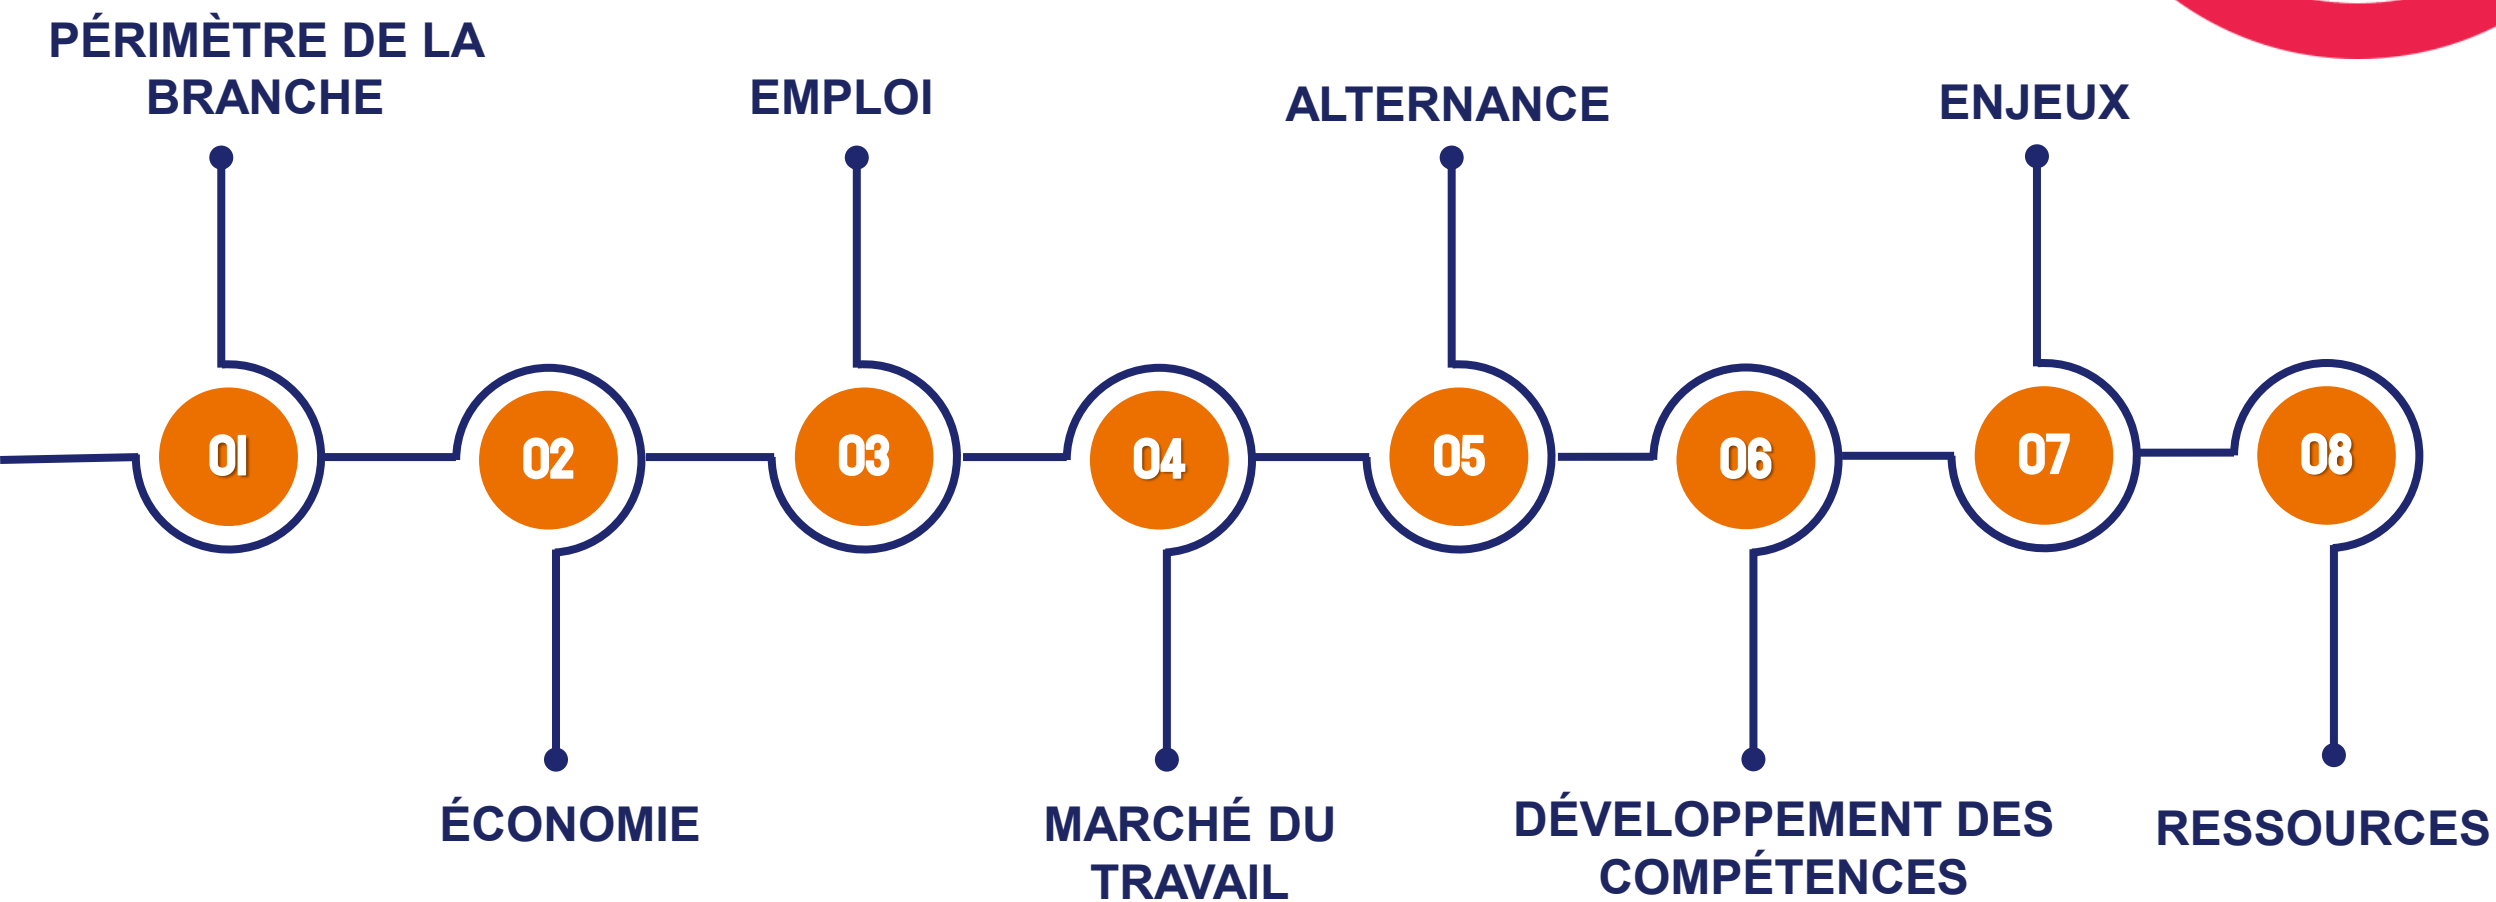 PÉRIMÈTRE DE LA
BRANCHE
EMPLOI
ALTERNANCE
ENJEUX
01
02
03
04
05
06
07
08
ÉCONOMIE
MARCHÉ DU
TRAVAIL
DÉVELOPPEMENT DES
COMPÉTENCES
RESSOURCES